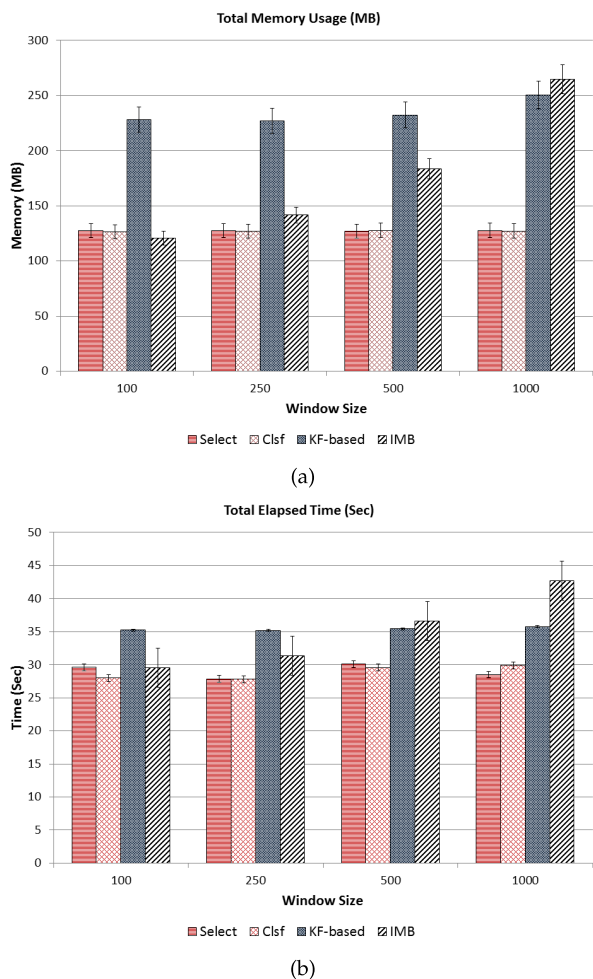 Total Memory Usage (MB)
300
250
200
150
100
50
0
Memory (MB)
100 250 500 1000
Window Size
Select Clsf KF-based IMB
(a)
Total Elapsed Time (Sec)
50
45
40
35
30
25
20
15
10
5
0
Time (Sec)
100 250 500 1000
Window Size
Select Clsf KF-based IMB
(b)